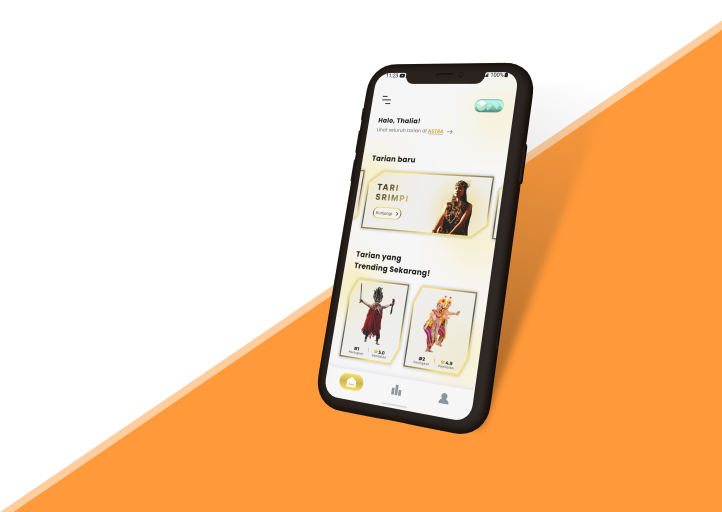 11:23 100%
Halo, Thalia!
Lihat seluruh tarian di ASTRA
Tarian baru
TARI
SRIMPI
Kunjungi
Tarian yang
Trending Sekarang!
#1 5.0
#2 4.9